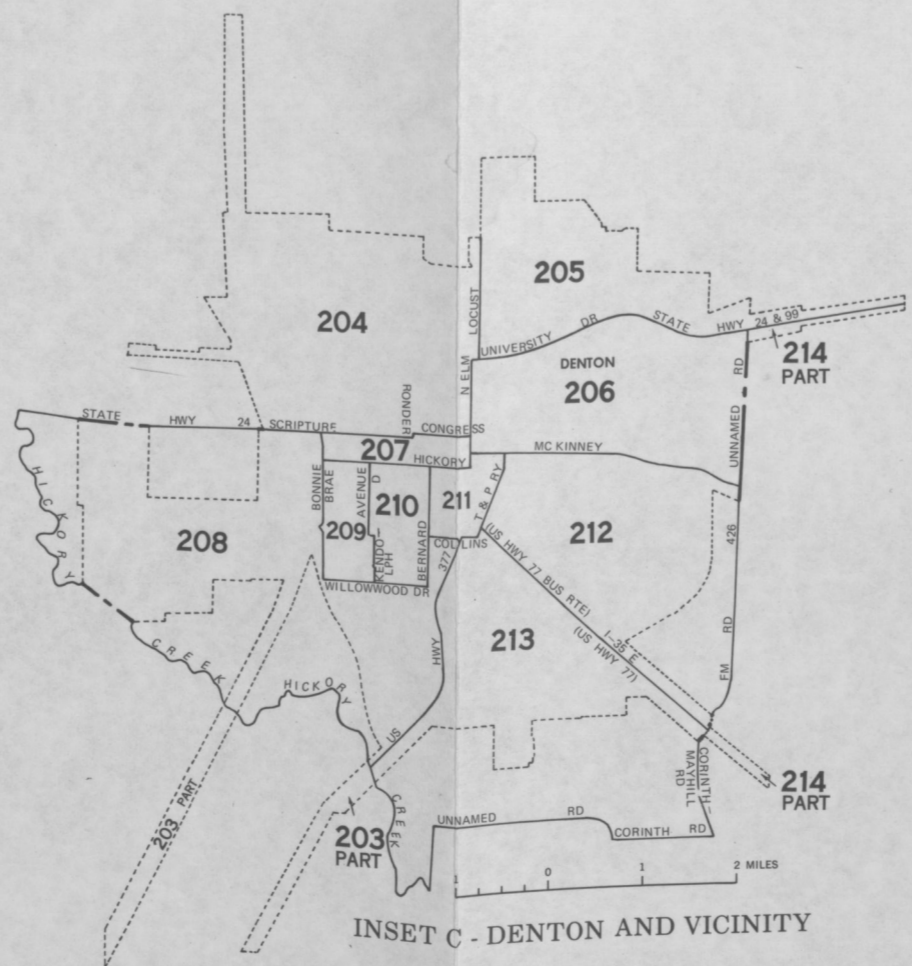 205
204
LOCUST
UNIVERSITY DR
STATE HWY 24 & 99
214
PART
N ELM
DENTON
206
UNNAMED RD
STATE HWY 24
SCRIPTURE
RONDER
CONGRESS
207
HICKORY
MC KINNEY
HICKORY
BONNIE
BRAE
AVENUE D
210
211
T & P RY
209
208
212
KENDO-
LPH
BERNARD
COLLINS
426
WILLOWWOOD DR
377
(US HWY 77 BUS RTE)
I-35 E
(US HWY 77)
213
HWY
FM RD
CREEK
HICKORY
US
CORINTH-
MAYHILL
RD
214
PART
203 PART
CREEK
203
PART
UNNAMED RD
CORINTH RD
1 0 1 2 MILES
INSET C - DENTON AND VICINITY